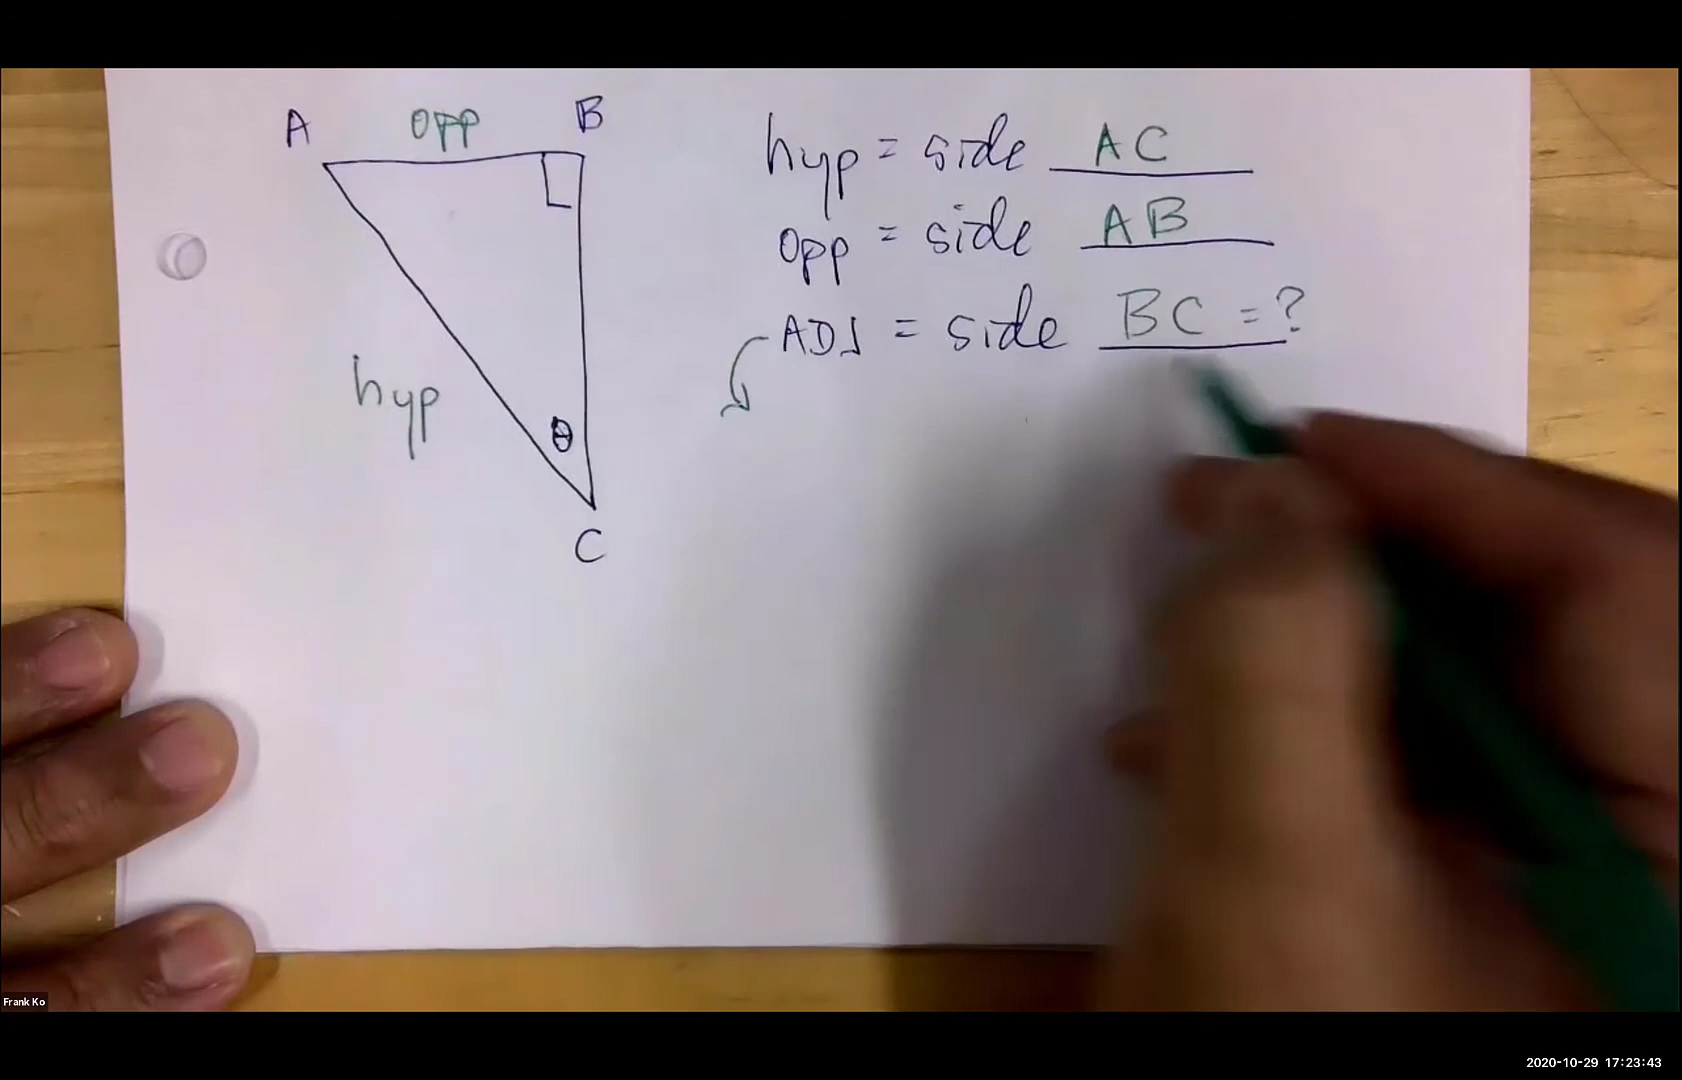 A opp B
hyp = side AC
opp = side AB
ADJ = side BC = ?
hyp
θ
C
Frank Ko
2020-10-29 17:23:43